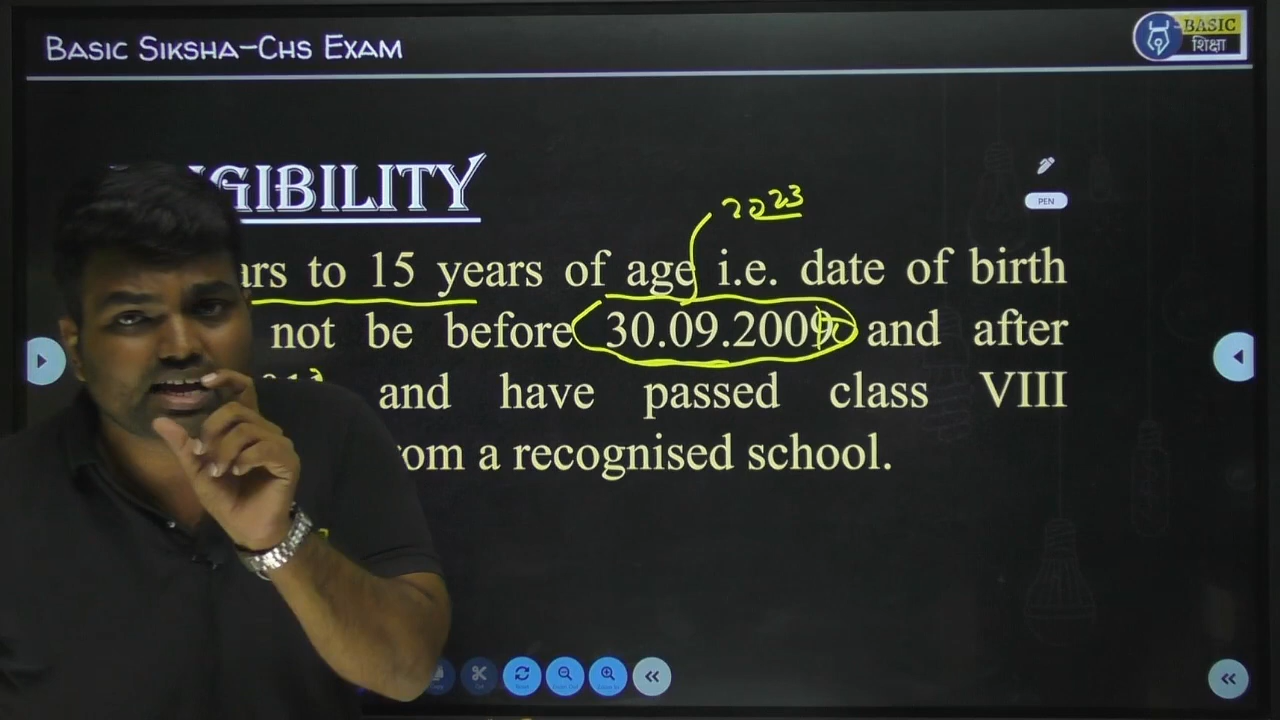 BASIC SIKSHA-CHS EXAM
BASIC
शिक्षा
GIBILITY
2023
PEN
ars to 15 years of age i.e. date of birth
not be before 30.09.2009 and after
and have passed class VIII
om a recognised school.